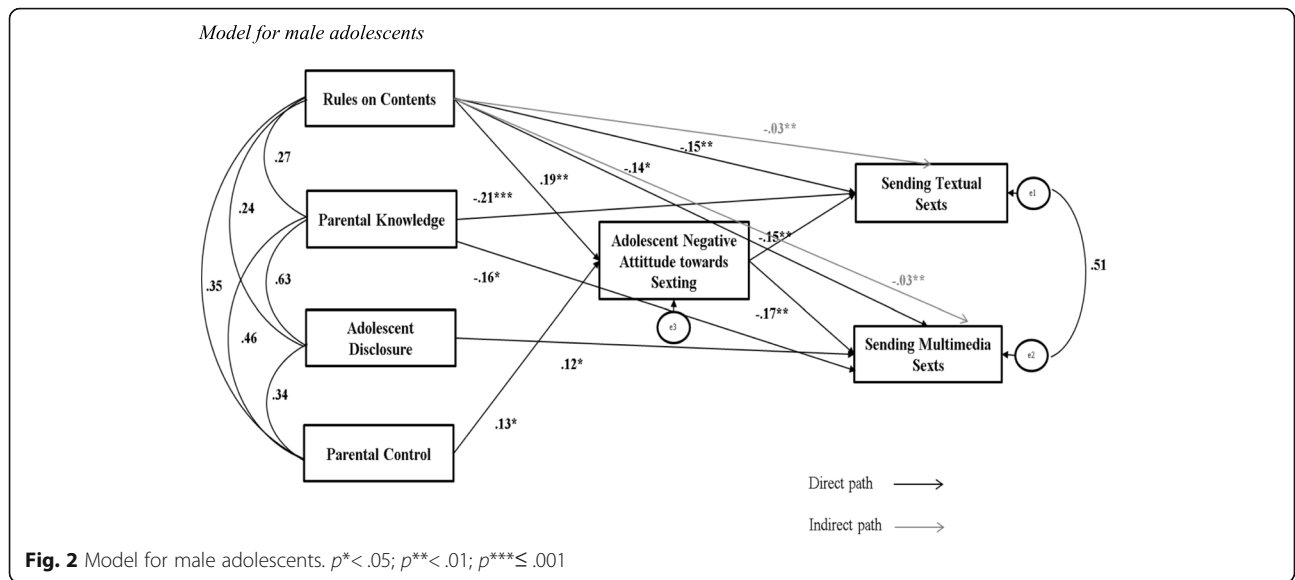 Model for male adolescents
Rules on Contents
-.03**
-.15**
-.14*
.27
.19**
Sending Textual
Sexts
e1
-.21***
.24
Parental Knowledge
Adolescent Negative
Attitude towards
Sexting
-.15**
.51
.35
.63
-.16*
-.03**
-.17**
e3
.46
Adolescent
Disclosure
Sending Multimedia
Sexts
e2
.12*
.34
.13*
Parental Control
Direct path
Indirect path
Fig. 2 Model for male adolescents. p*< .05; p**< .01; p***≤ .001